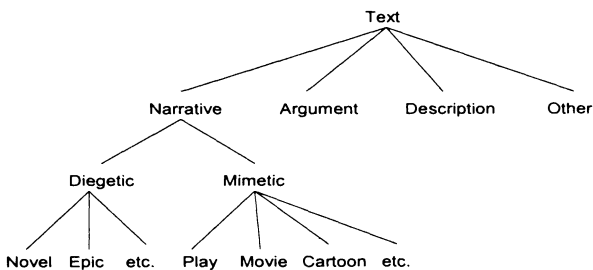 Text
Narrative Argument Description Other
Diegetic Mimetic
Novel Epic etc. Play Movie Cartoon etc.